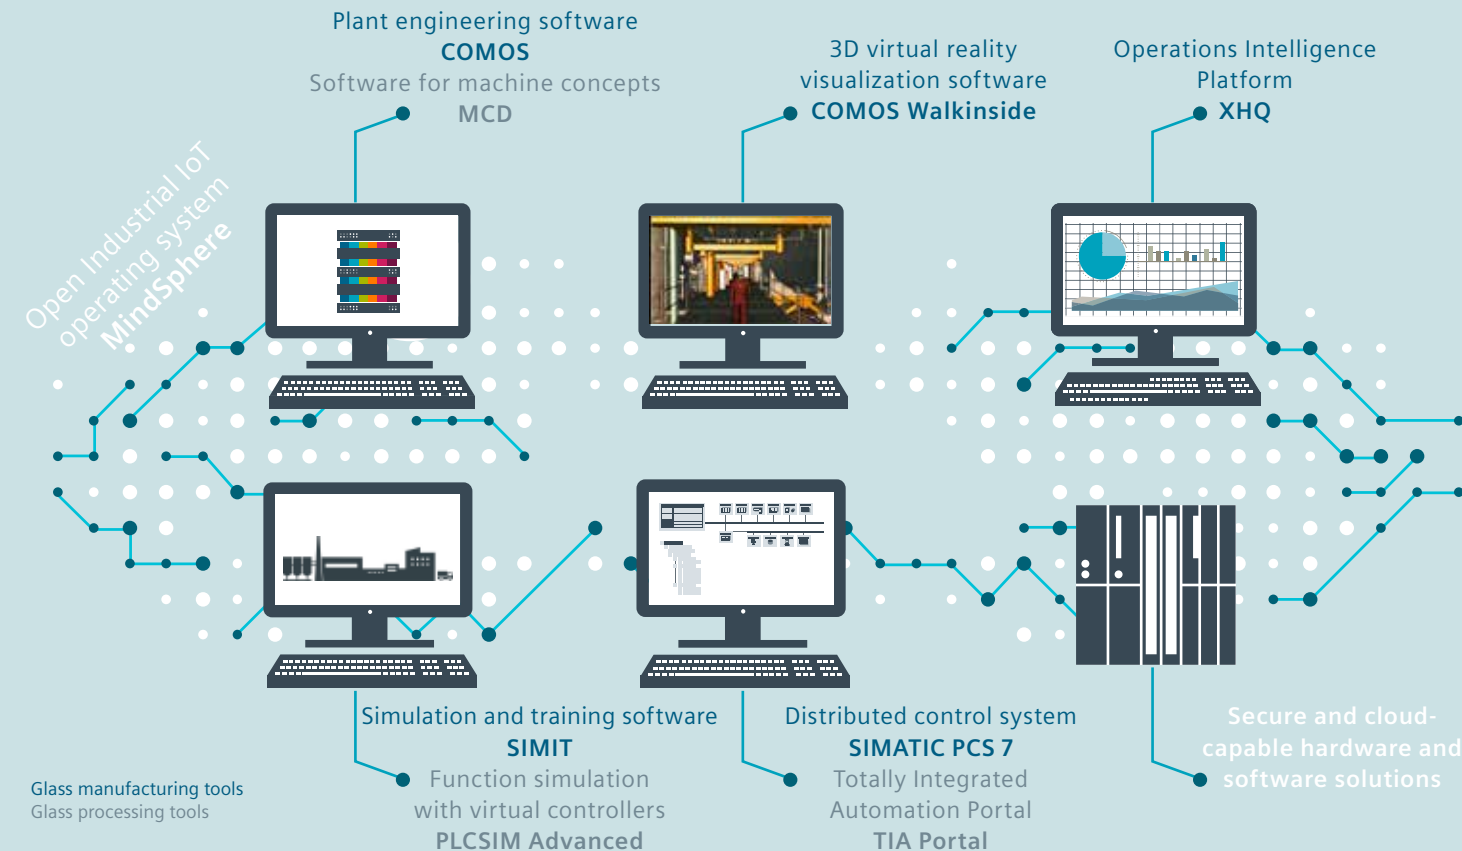 Plant engineering software
COMOS
Software for machine concepts
MCD
3D virtual reality
visualization software
COMOS Walkinside
Operations Intelligence
Platform
XHQ
Open Industrial IoT
operating system
MindSphere
Simulation and training software
SIMIT
Function simulation
with virtual controllers
PLCSIM Advanced
Distributed control system
SIMATIC PCS 7
Totally Integrated
Automation Portal
TIA Portal
Secure and cloud-
capable hardware and
software solutions
Glass manufacturing tools
Glass processing tools